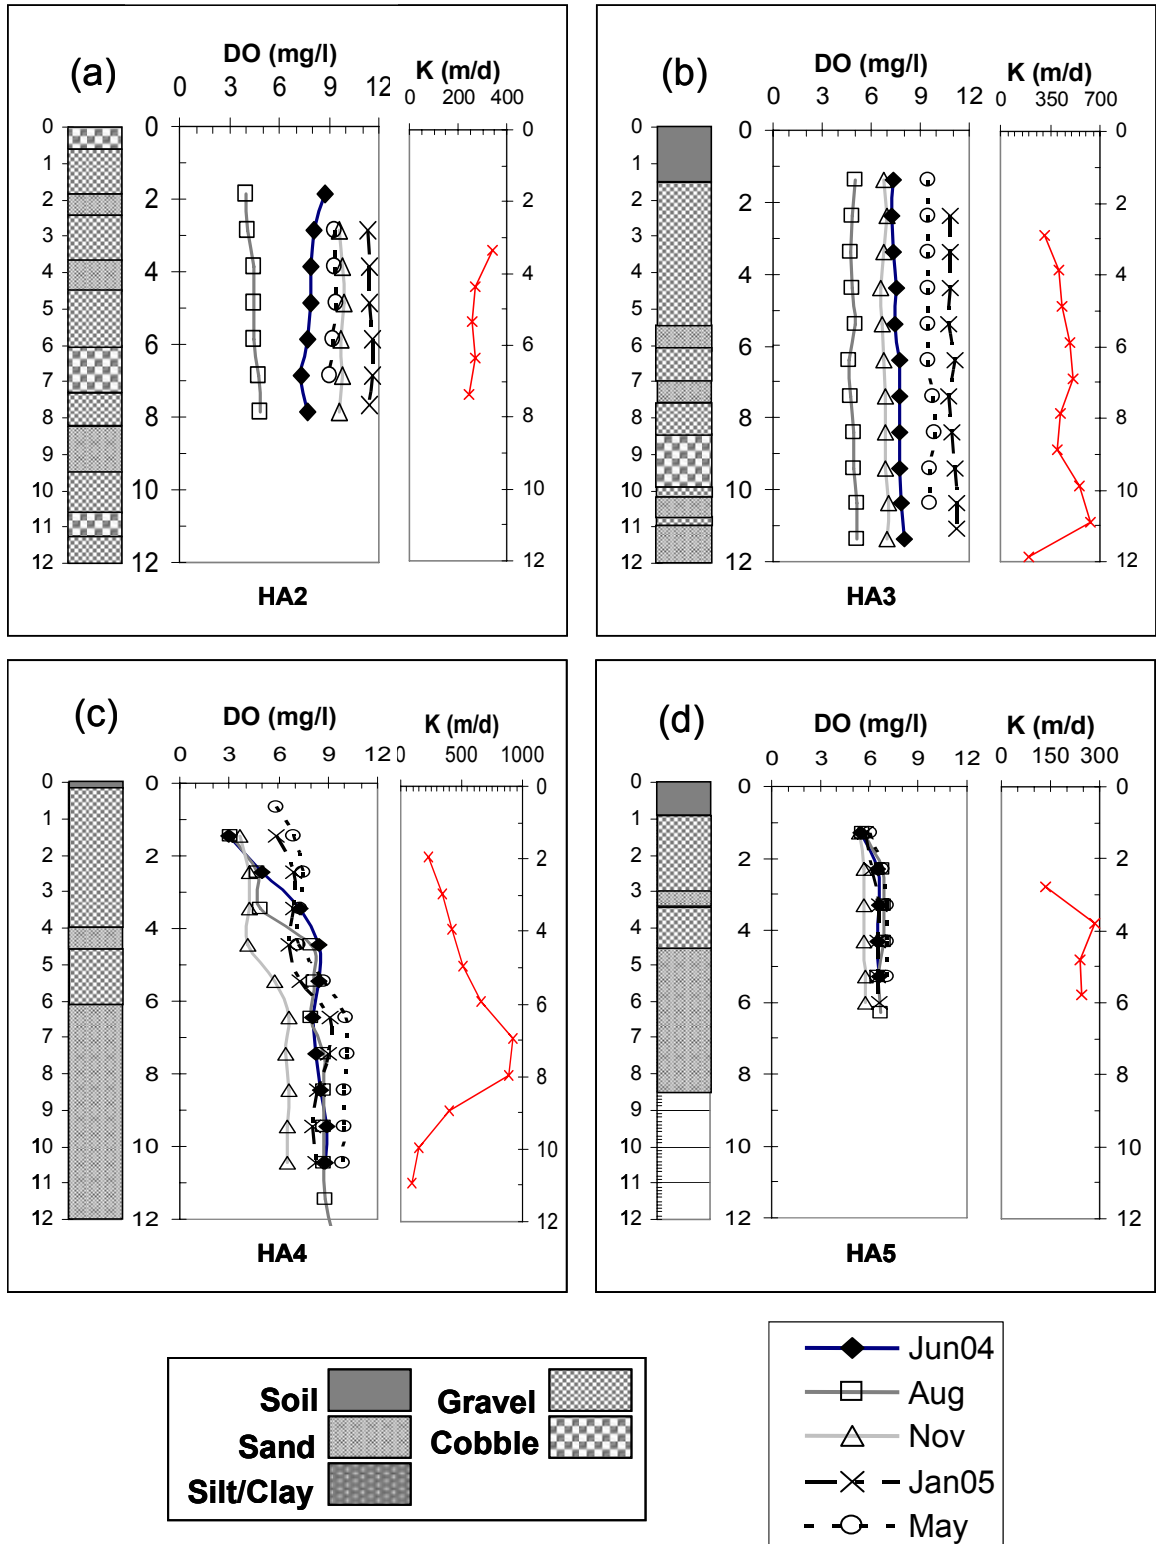 (a)
DO (mg/l)
0 3 6 9 12
K (m/d)
0 200 400
0 1 2 3 4 5 6 7 8 9 10 11 12
0 2 4 6 8 10 12
0 2 4 6 8 10 12
HA2
(b)
DO (mg/l)
0 3 6 9 12
K (m/d)
0 350 700
0 1 2 3 4 5 6 7 8 9 10 11 12
0 2 4 6 8 10 12
0 2 4 6 8 10 12
HA3
(c)
DO (mg/l)
0 3 6 9 12
K (m/d)
0 500 1000
0 1 2 3 4 5 6 7 8 9 10 11 12
0 2 4 6 8 10 12
0 2 4 6 8 10 12
HA4
(d)
DO (mg/l)
0 3 6 9 12
K (m/d)
0 150 300
0 1 2 3 4 5 6 7 8 9 10 11 12
0 2 4 6 8 10 12
0 2 4 6 8 10 12
HA5
Soil Gravel
Sand Cobble
Silt/Clay
Jun04
Aug
Nov
Jan05
May